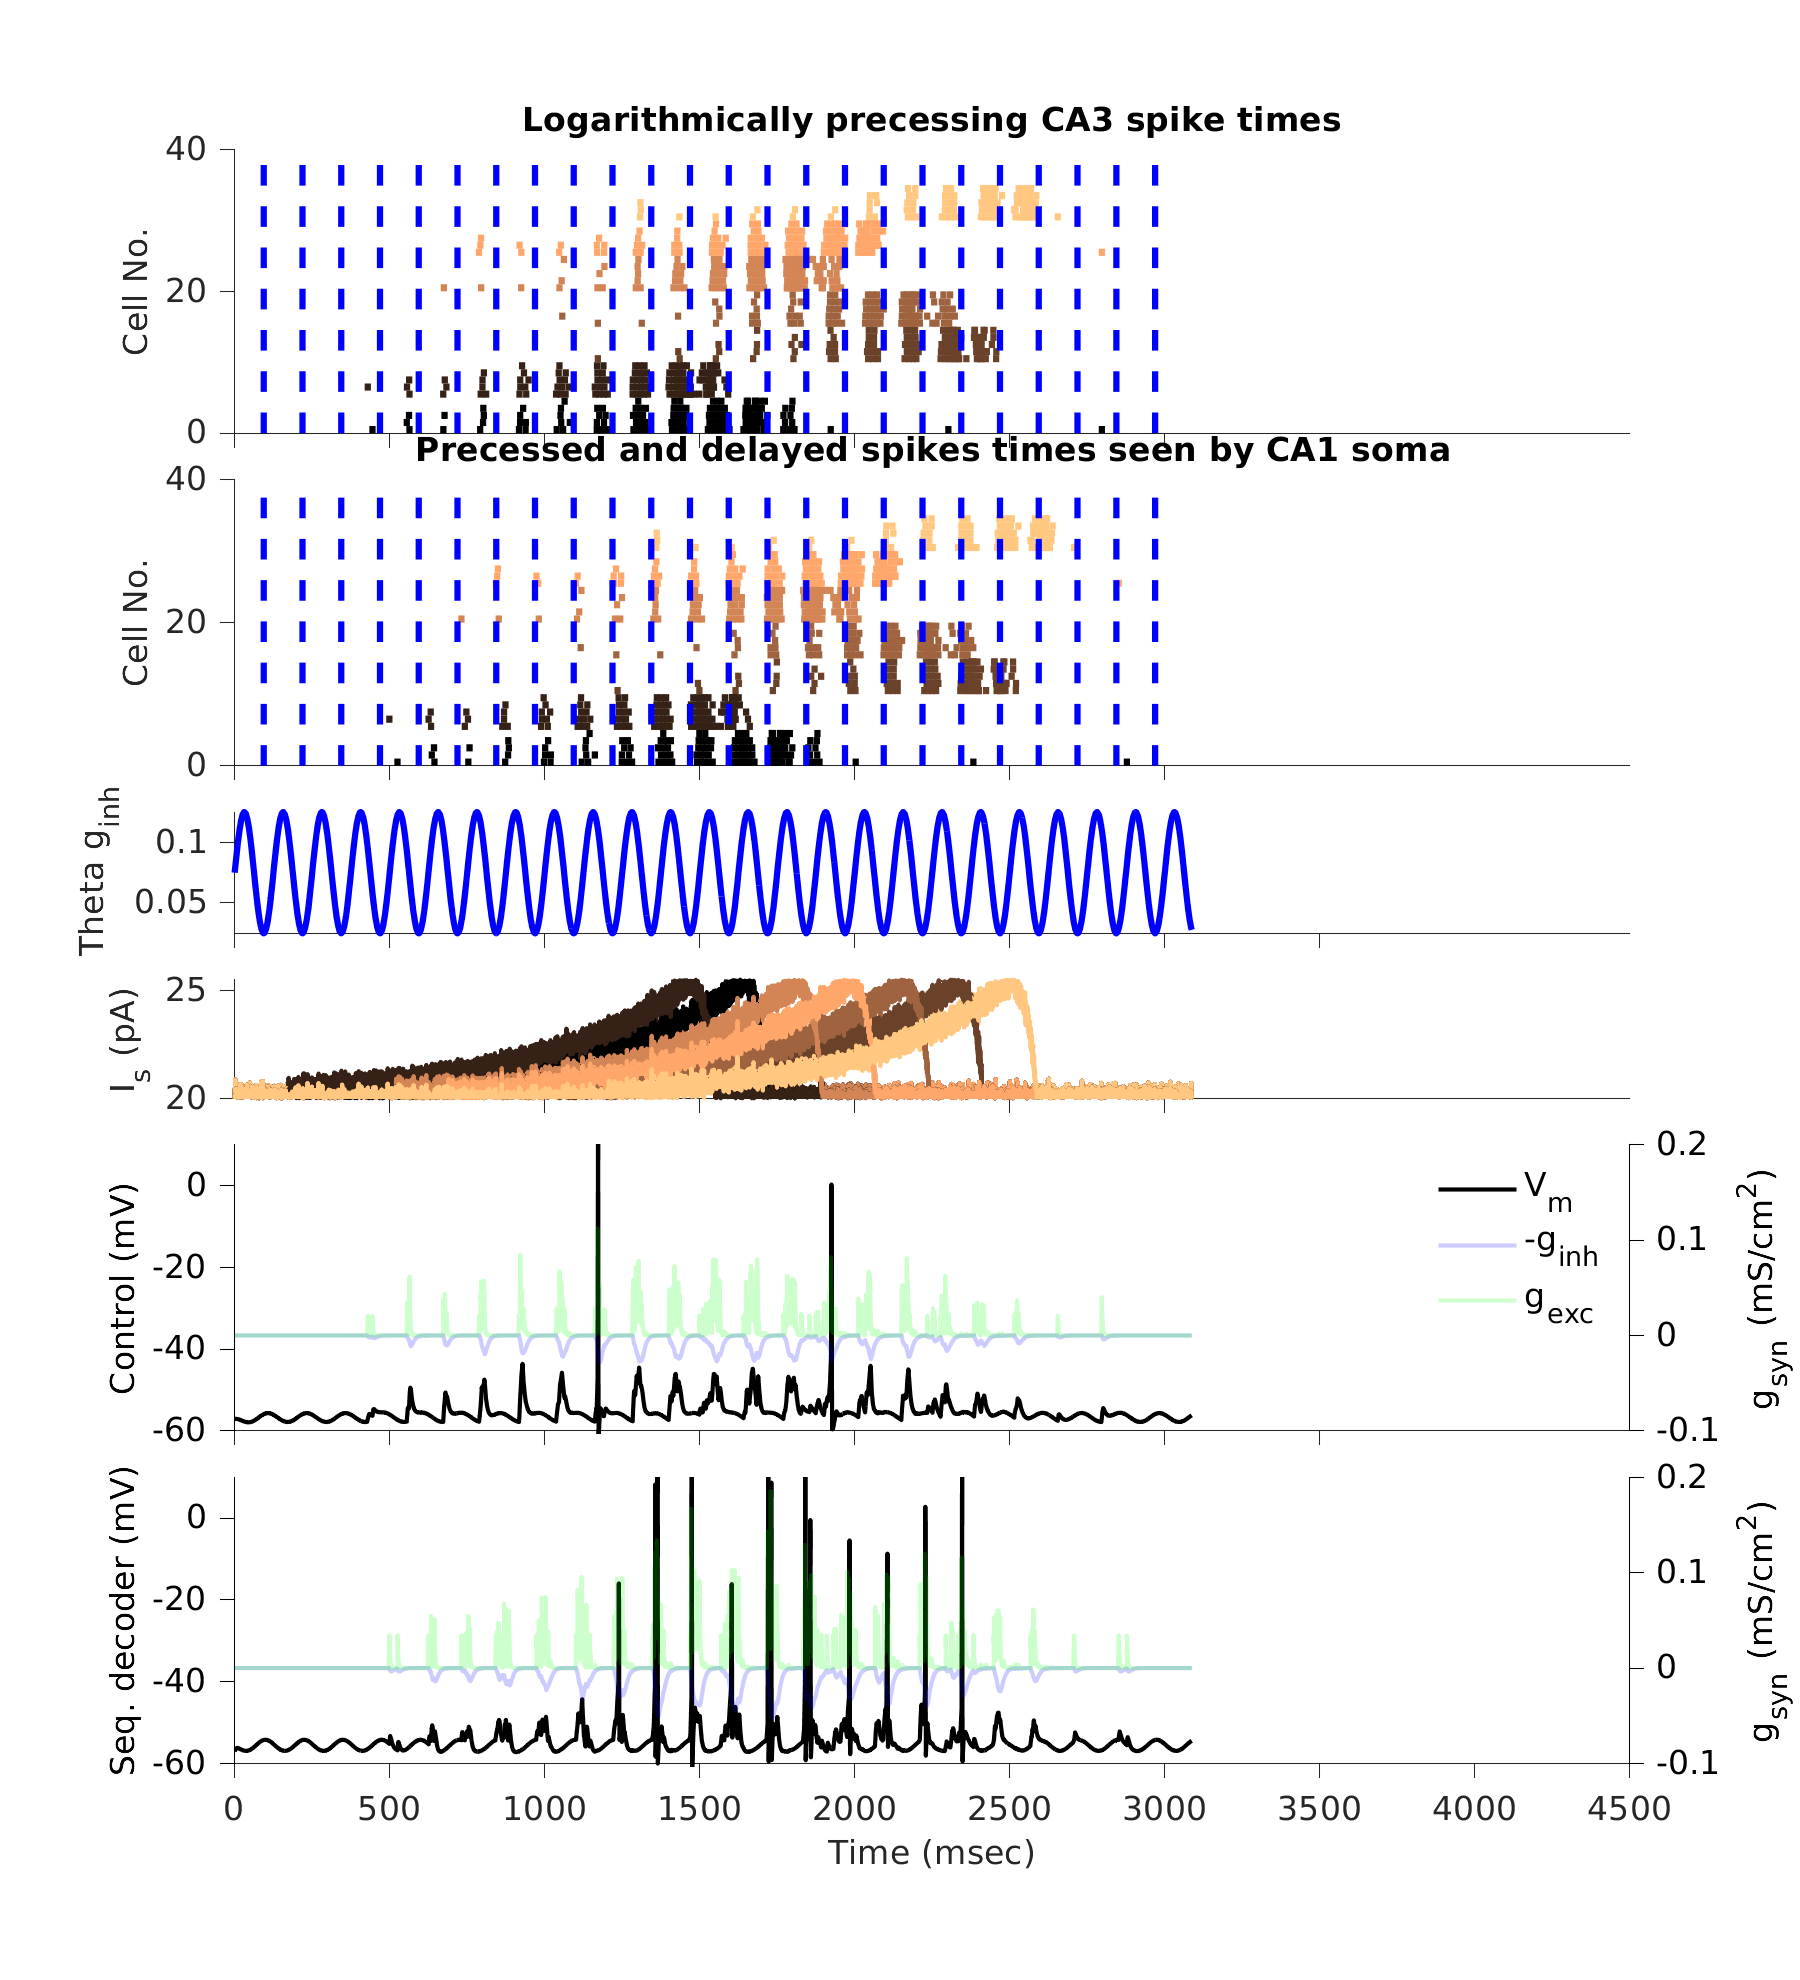 Logarithmically precessing CA3 spike times
40
20
0
Cell No.
Precessed and delayed spikes times seen by CA1 soma
40
20
0
Cell No.
0.1
0.05
Theta g_inh
25
20
I_s (pA)
0
-20
-40
-60
Control (mV)
V_m
-g_inh
g_exc
0.2
0.1
0
-0.1
g_syn (mS/cm²)
0
-20
-40
-60
Seq. decoder (mV)
0.2
0.1
0
-0.1
g_syn (mS/cm²)
0 500 1000 1500 2000 2500 3000 3500 4000 4500
Time (msec)